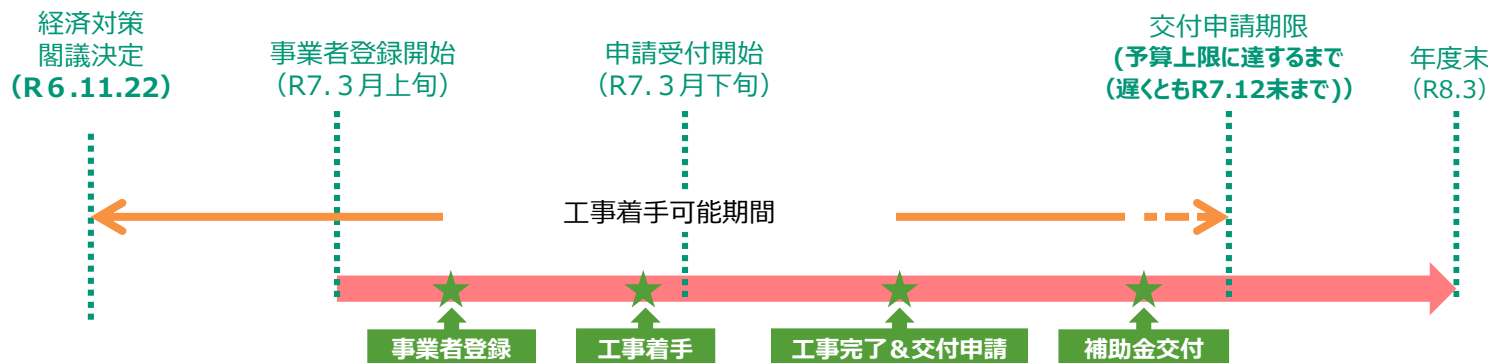 経済対策
閣議決定
（R６.11.22）
事業者登録開始
（R7.３月上旬）
申請受付開始
（R7.３月下旬）
交付申請期限
(予算上限に達するまで
（遅くともR7.12末まで)）
年度末
（R8.3）
工事着手可能期間
事業者登録
工事着手
工事完了＆交付申請
補助金交付